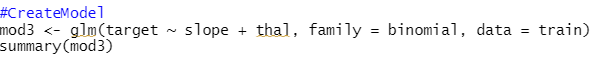 #CreateModel
mod3 <- glm(target ~ slope + thal, family = binomial, data = train)
summary(mod3)